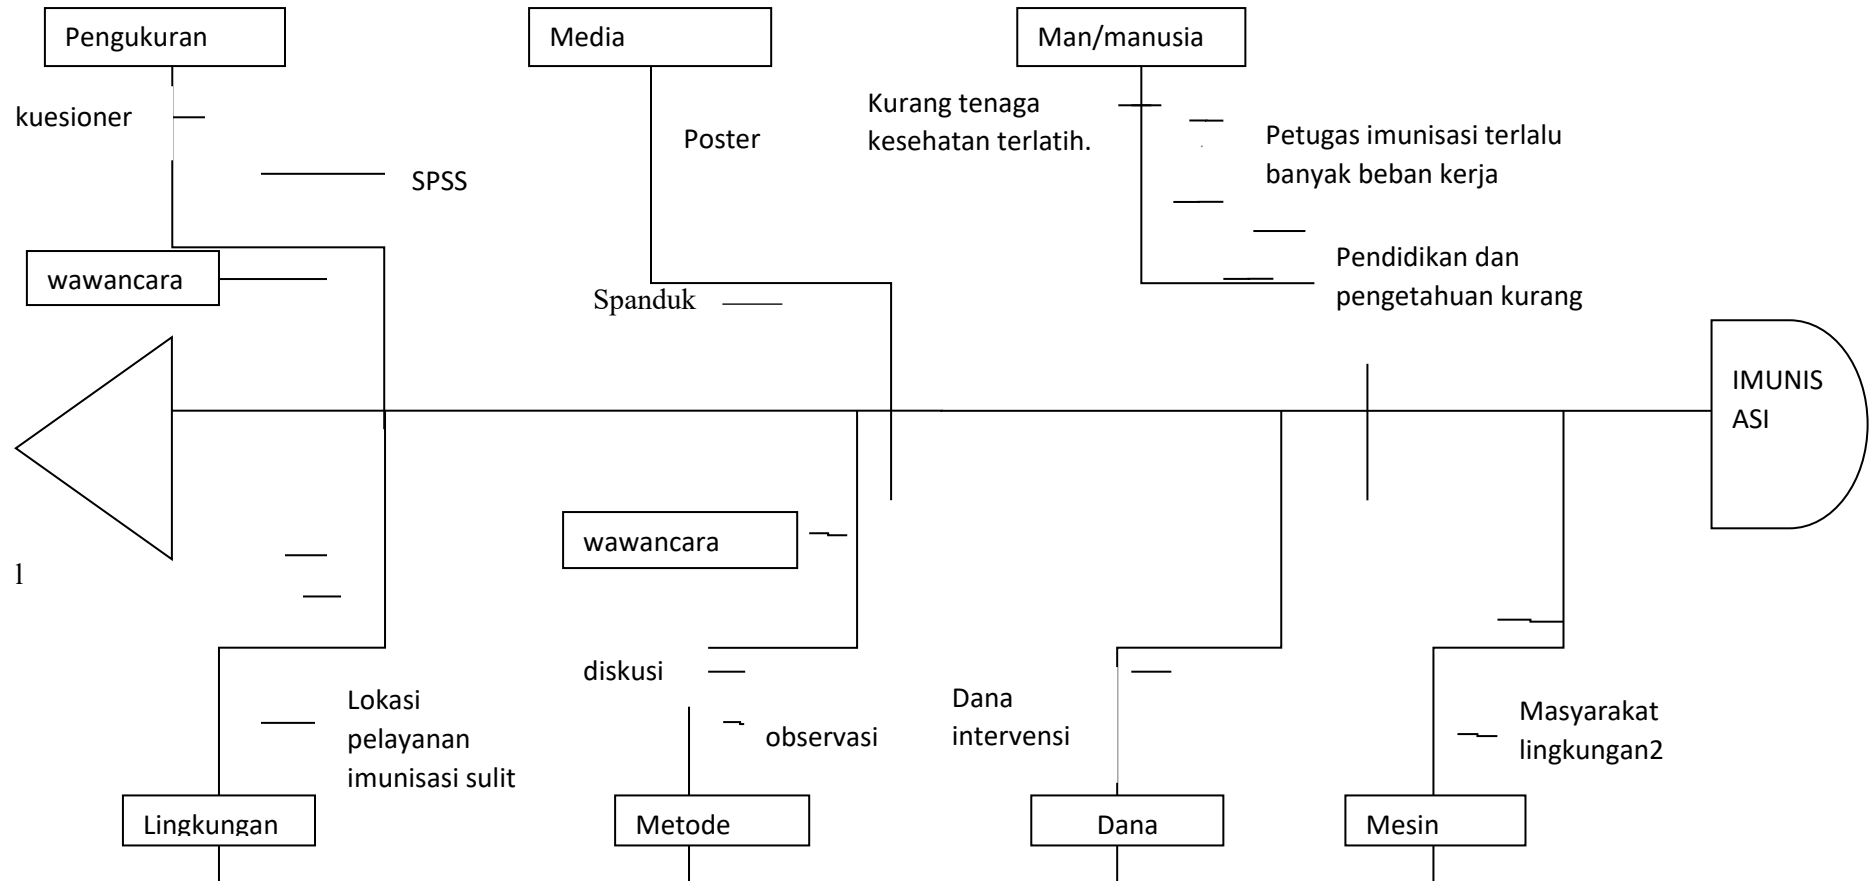 Pengukuran
Media
Man/manusia
kuesioner
Kurang tenaga
kesehatan terlatih.
Poster
Petugas imunisasi terlalu
banyak beban kerja
SPSS
wawancara
Spanduk
Pendidikan dan
pengetahuan kurang
IMUNIS
ASI
wawancara
l
diskusi
Lokasi
pelayanan
imunisasi sulit
observasi
Dana
intervensi
Masyarakat
lingkungan2
Lingkungan
Metode
Dana
Mesin